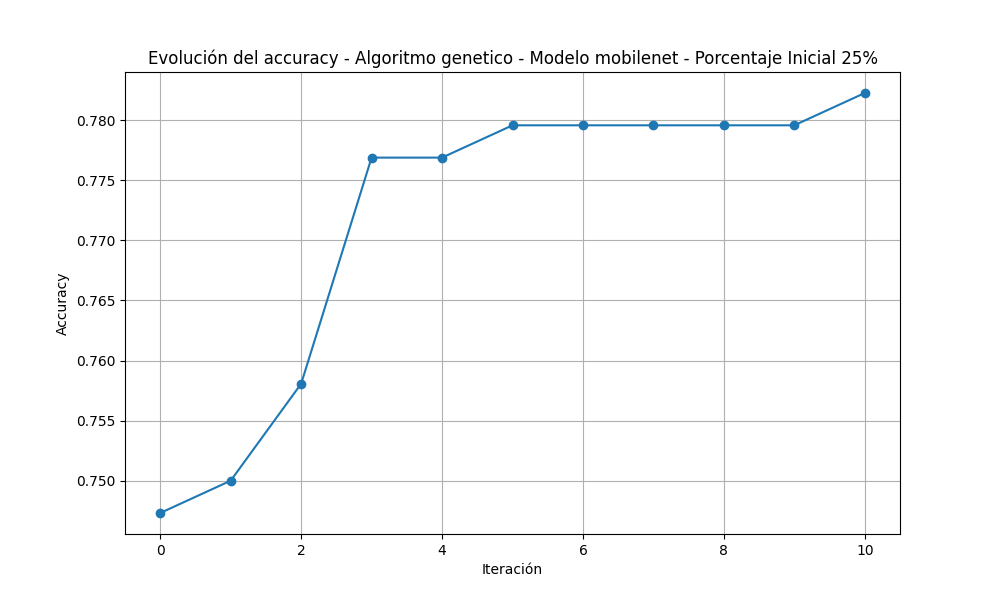 Evolución del accuracy - Algoritmo genetico - Modelo mobilenet - Porcentaje Inicial 25%
0.780
0.775
0.770
0.765
0.760
0.755
0.750
Accuracy
0 2 4 6 8 10
Iteración